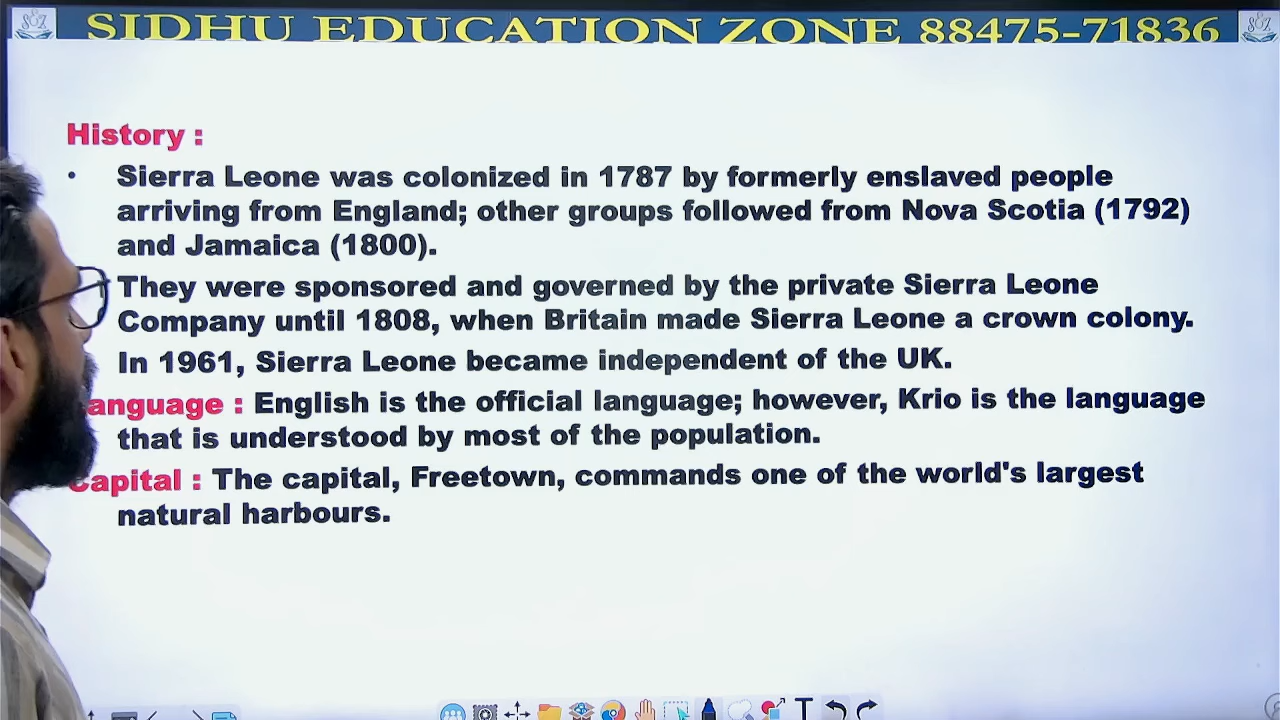 SIDHU EDUCATION ZONE 88475-71836
History :
• Sierra Leone was colonized in 1787 by formerly enslaved people
arriving from England; other groups followed from Nova Scotia (1792)
and Jamaica (1800).
They were sponsored and governed by the private Sierra Leone
Company until 1808, when Britain made Sierra Leone a crown colony.
In 1961, Sierra Leone became independent of the UK.
anguage : English is the official language; however, Krio is the language
that is understood by most of the population.
Capital : The capital, Freetown, commands one of the world's largest
natural harbours.